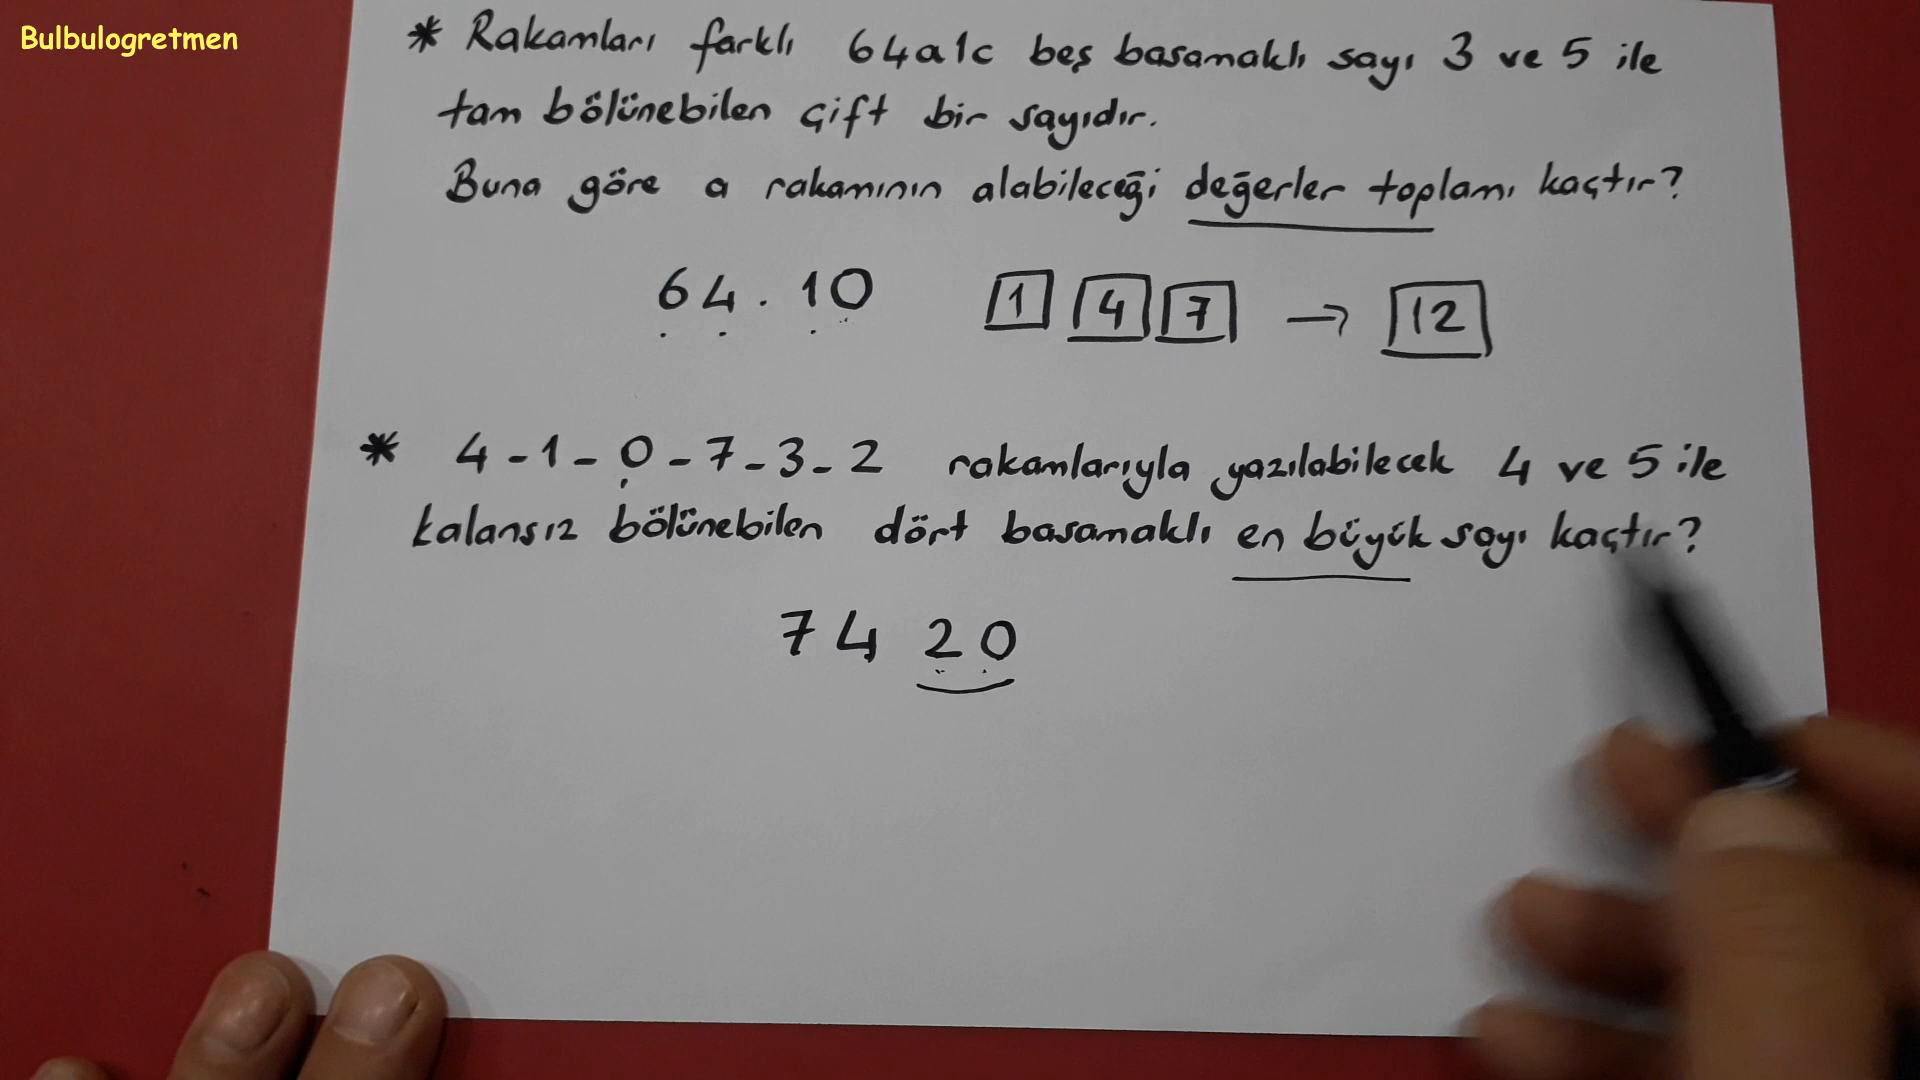 Bulbulogretmen
* Rakamları farklı 64a1c beş basamaklı sayı 3 ve 5 ile
tam bölünebilen çift bir sayıdır.
Buna göre a rakamının alabileceği değerler toplamı kaçtır?
64.10 1 4 7 → 12
* 4-1-0-7-3-2 rakamlarıyla yazılabilecek 4 ve 5 ile
kalansız bölünebilen dört basamaklı en büyük sayı kaçtır?
74 20